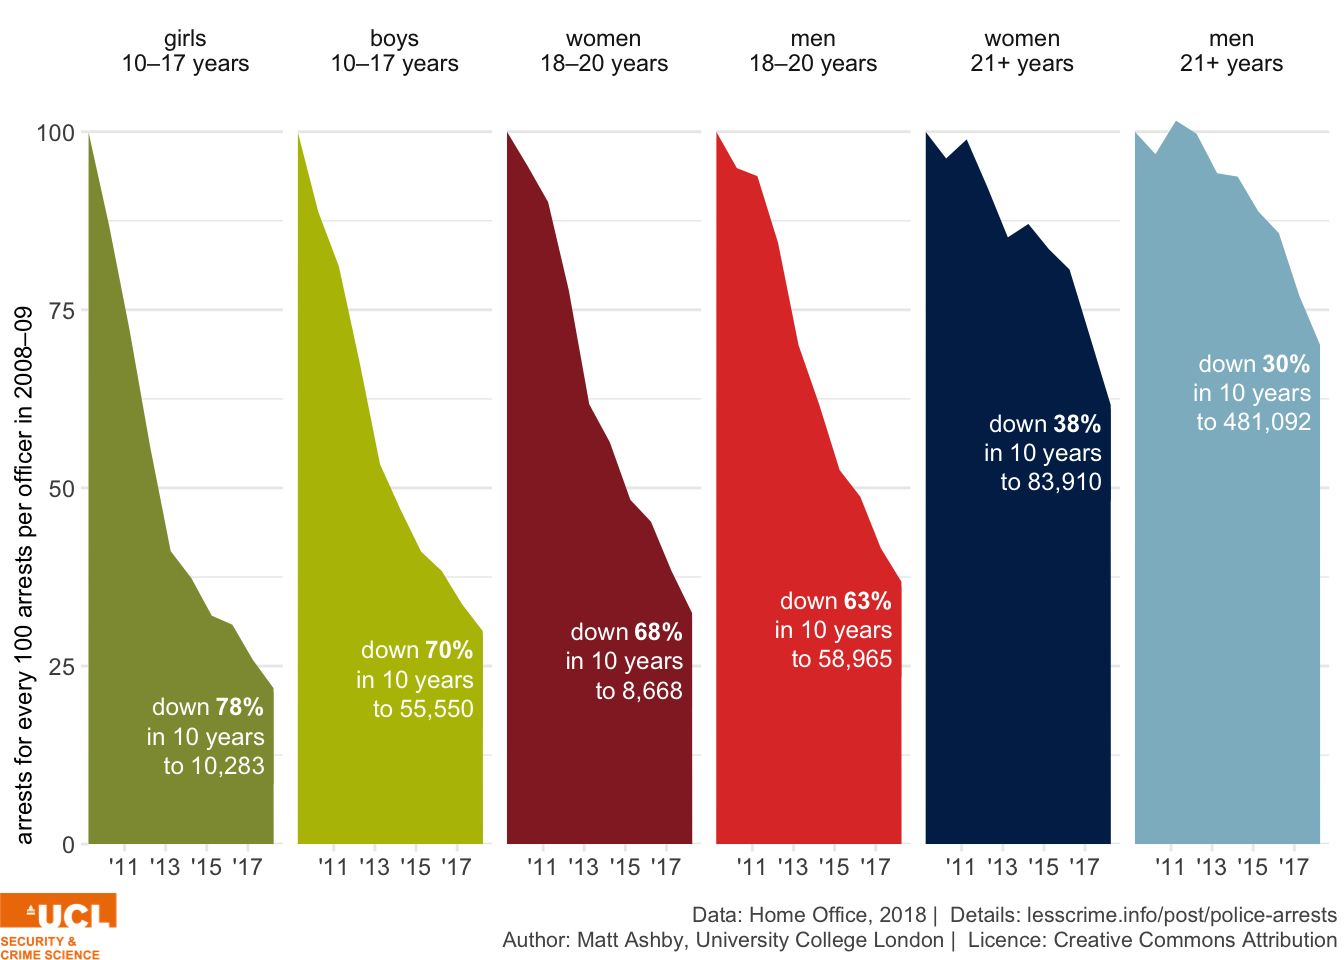 girls
10–17 years
boys
10–17 years
women
18–20 years
men
18–20 years
women
21+ years
men
21+ years
arrests for every 100 arrests per officer in 2008–09
100
75
50
25
0
down 78%
in 10 years
to 10,283
down 70%
in 10 years
to 55,550
down 68%
in 10 years
to 8,668
down 63%
in 10 years
to 58,965
down 38%
in 10 years
to 83,910
down 30%
in 10 years
to 481,092
'11 '13 '15 '17
'11 '13 '15 '17
'11 '13 '15 '17
'11 '13 '15 '17
'11 '13 '15 '17
'11 '13 '15 '17
UCL
SECURITY &
CRIME SCIENCE
Data: Home Office, 2018 | Details: lesscrime.info/post/police-arrests
Author: Matt Ashby, University College London | Licence: Creative Commons Attribution